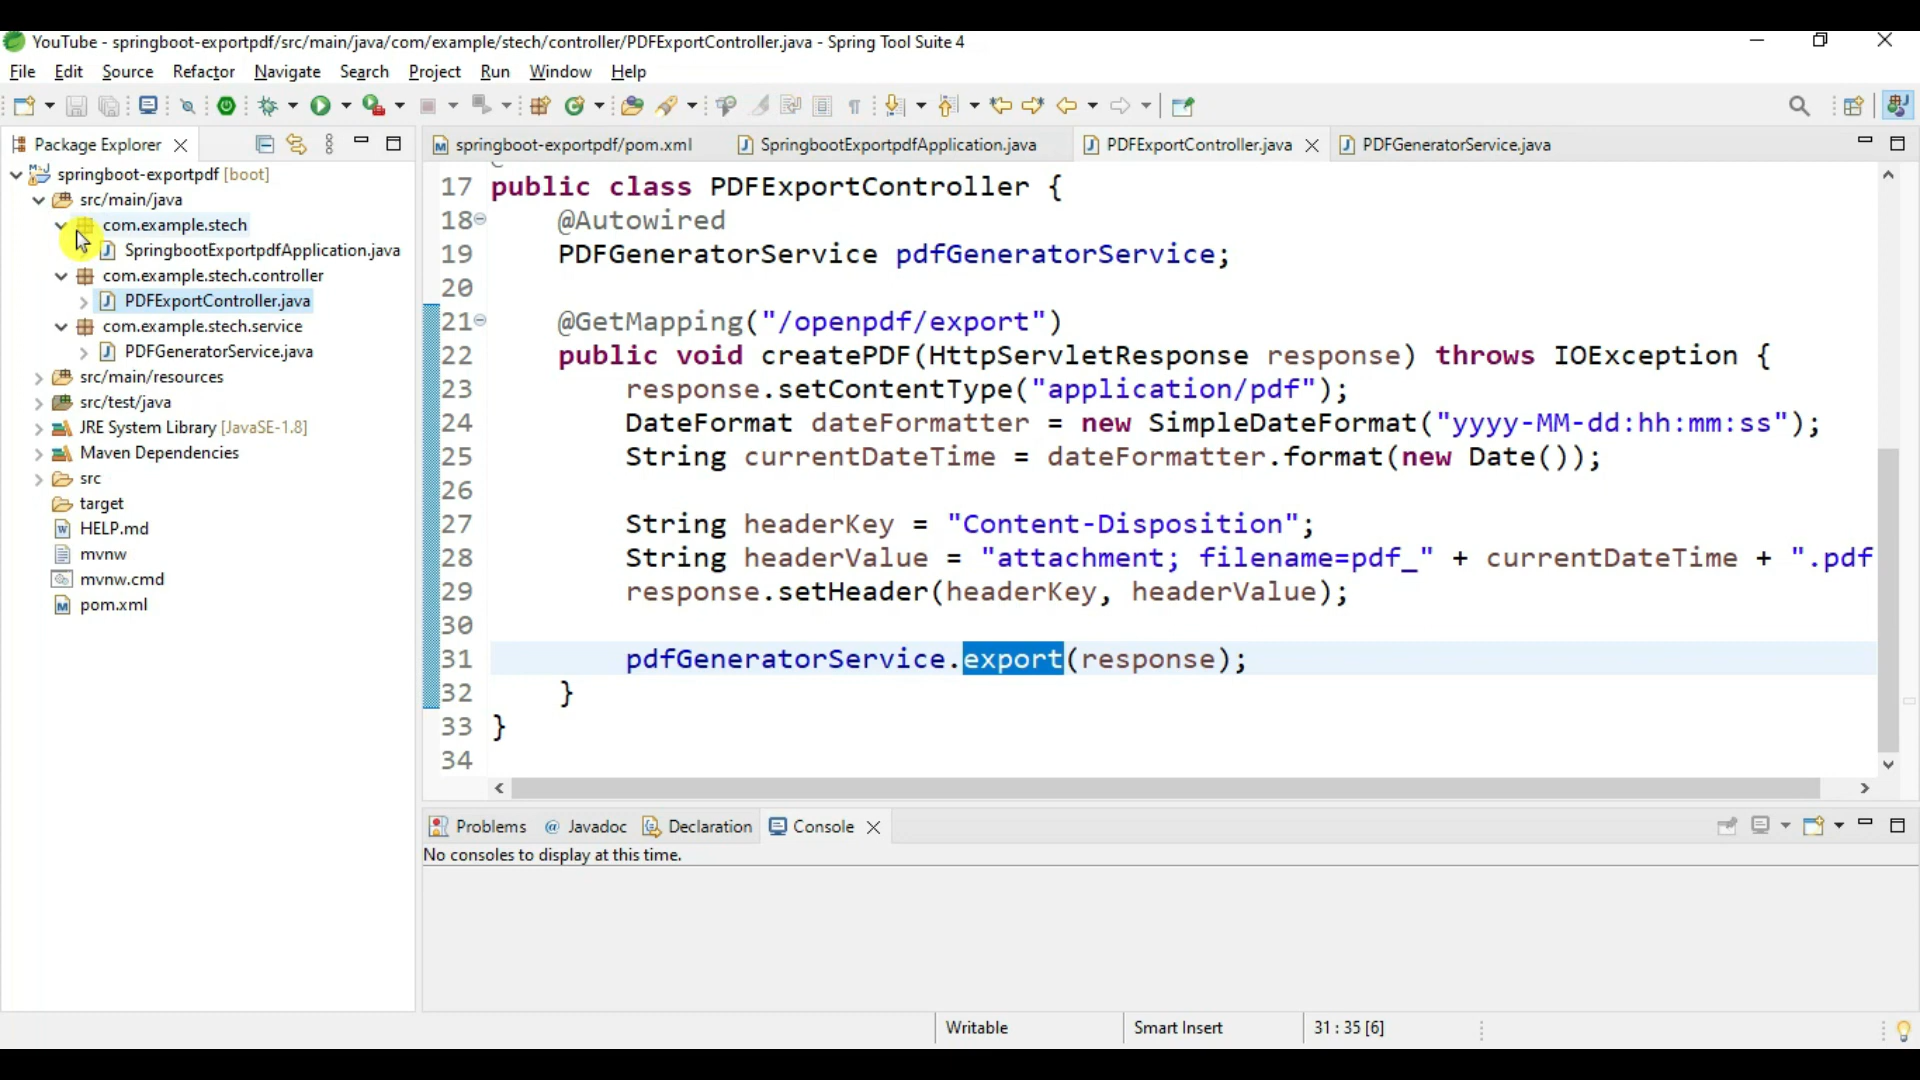 YouTube - springboot-exportpdf/src/main/java/com/example/stech/controller/PDFExportController.java - Spring Tool Suite 4
File Edit Source Refactor Navigate Search Project Run Window Help
Package Explorer
springboot-exportpdf [boot]
src/main/java
com.example.stech
SpringbootExportpdfApplication.java
com.example.stech.controller
PDFExportController.java
com.example.stech.service
PDFGeneratorService.java
src/main/resources
src/test/java
JRE System Library [JavaSE-1.8]
Maven Dependencies
src
target
HELP.md
mvnw
mvnw.cmd
pom.xml
springboot-exportpdf/pom.xml SpringbootExportpdfApplication.java PDFExportController.java PDFGeneratorService.java
17 public class PDFExportController {
18 @Autowired
19 PDFGeneratorService pdfGeneratorService;
20
21 @GetMapping("/openpdf/export")
22 public void createPDF(HttpServletResponse response) throws IOException {
23 response.setContentType("application/pdf");
24 DateFormat dateFormatter = new SimpleDateFormat("yyyy-MM-dd:hh:mm:ss");
25 String currentDateTime = dateFormatter.format(new Date());
26
27 String headerKey = "Content-Disposition";
28 String headerValue = "attachment; filename=pdf_" + currentDateTime + ".pdf
29 response.setHeader(headerKey, headerValue);
30
31 pdfGeneratorService.export(response);
32 }
33 }
34
Problems @ Javadoc Declaration Console
No consoles to display at this time.
Writable Smart Insert 31 : 35 [6]